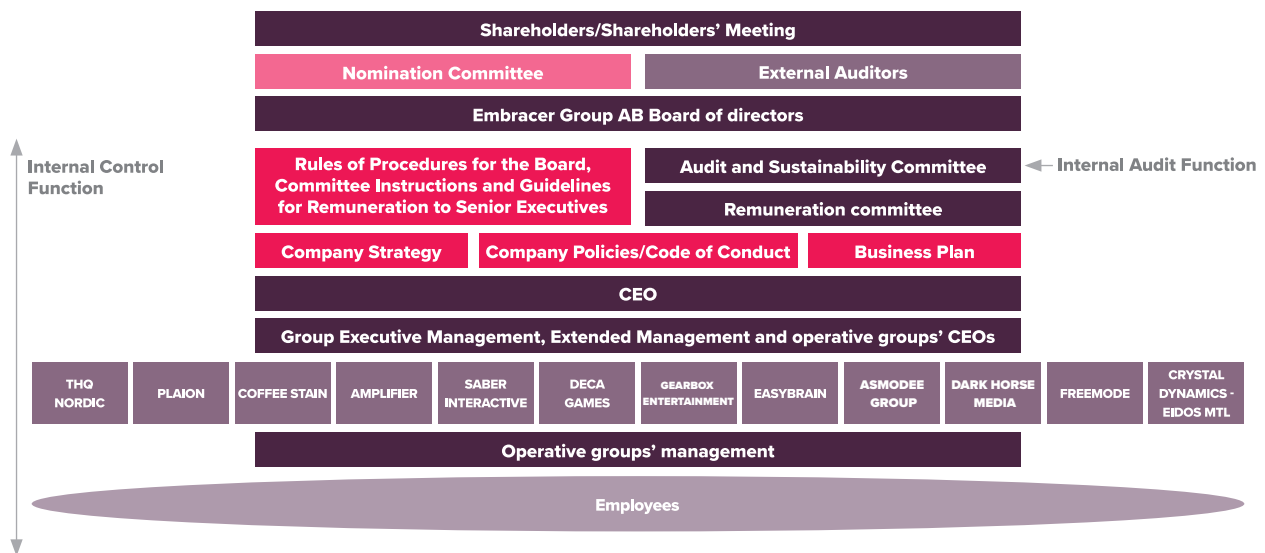 Shareholders/Shareholders’ Meeting
Nomination Committee
External Auditors
Embracer Group AB Board of directors
Internal Control
Function
Rules of Procedures for the Board,
Committee Instructions and Guidelines
for Remuneration to Senior Executives
Audit and Sustainability Committee
Internal Audit Function
Remuneration committee
Company Strategy
Company Policies/Code of Conduct
Business Plan
CEO
Group Executive Management, Extended Management and operative groups’ CEOs
THQ
NORDIC
PLAION
COFFEE STAIN
AMPLIFIER
SABER
INTERACTIVE
DECA
GAMES
GEARBOX
ENTERTAINMENT
EASYBRAIN
ASMODEE
GROUP
DARK HORSE
MEDIA
FREEMODE
CRYSTAL
DYNAMICS -
EIDOS MTL
Operative groups’ management
Employees